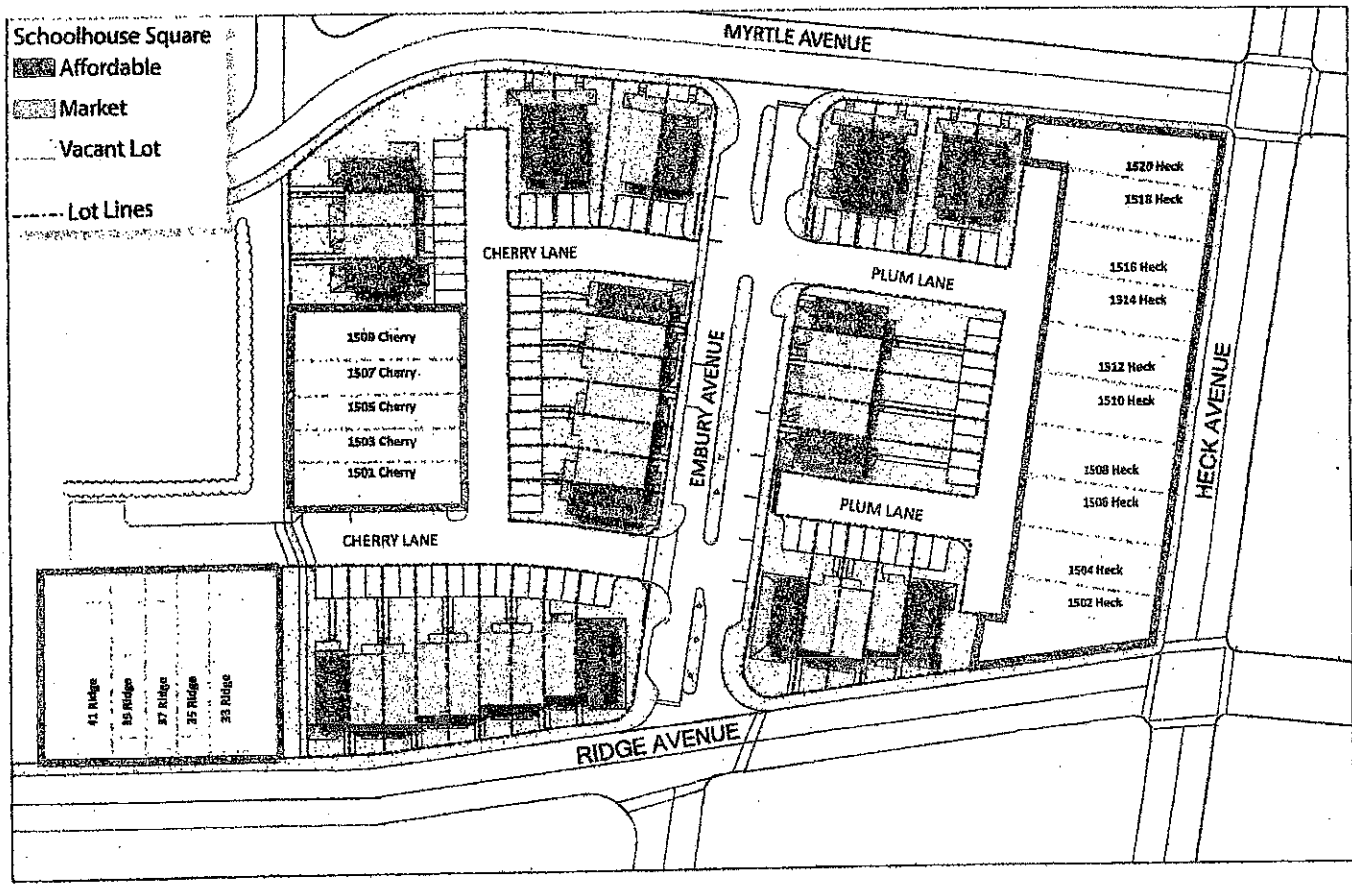 Schoolhouse Square
Affordable
Market
Vacant Lot
Lot Lines
MYRTLE AVENUE
1520 Heck
1518 Heck
1516 Heck
1514 Heck
1512 Heck
1510 Heck
1508 Heck
1506 Heck
1504 Heck
1502 Heck
HECK AVENUE
CHERRY LANE
PLUM LANE
EMBURY AVENUE
1509 Cherry
1507 Cherry
1505 Cherry
1503 Cherry
1501 Cherry
PLUM LANE
CHERRY LANE
41 Ridge
39 Ridge
37 Ridge
35 Ridge
33 Ridge
RIDGE AVENUE